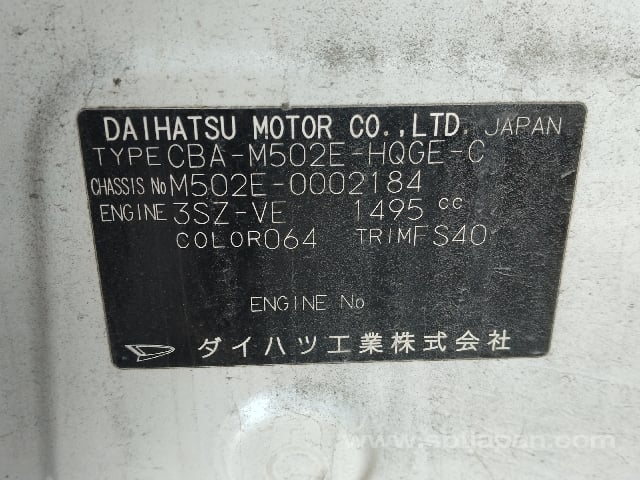 DAIHATSU MOTOR CO.,LTD. JAPAN
TYPE CBA-M502E-HQGE-C
CHASSIS No M502E-0002184
ENGINE 3SZ-VE 1495 cc
COLOR 064 TRIM FS40
ENGINE No
ダイハツ工業株式会社
www.sbtjapan.com